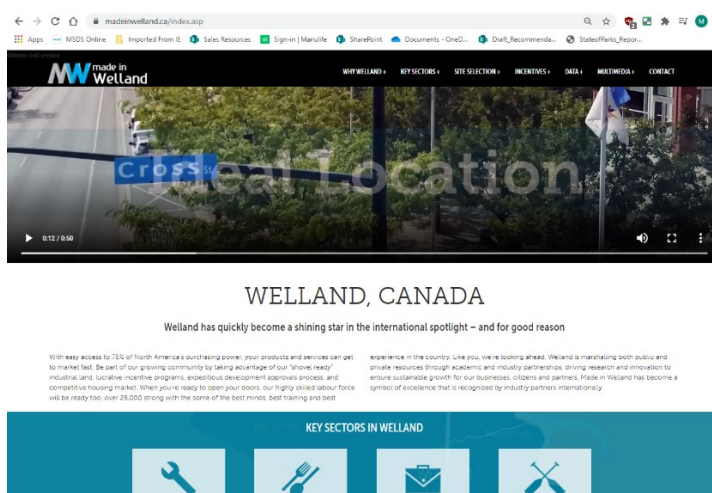 madeinwelland.ca/index.asp
M
Apps MSDS Online Imported From IE Sales Resources Sign-in | Manulife SharePoint Documents - OneD... Draft_Recommenda... StateofParks_Repor...
MW made in Welland
WHY WELLAND KEY SECTORS SITE SELECTION INCENTIVES DATA MULTIMEDIA CONTACT
Cross St.
Ideal Location
0:12 / 0:50
WELLAND, CANADA
Welland has quickly become a shining star in the international spotlight – and for good reason
With easy access to 75% of North America's purchasing power, your products and services can get
to market fast. Be part of our growing community by taking advantage of our "shovel ready"
industrial land, lucrative incentive programs, expeditious development approvals process, and
competitive housing market. When you're ready to open your doors, our highly skilled labour force
will be ready too: over 25,000 strong with the some of the best minds, best training and best
experience in the country. Like you, we're looking ahead. Welland is marshalling both public and
private resources through academic and industry partnerships, driving research and innovation to
ensure sustainable growth for our businesses, citizens and partners. Made in Welland has become a
symbol of excellence that is recognized by industry partners internationally.
KEY SECTORS IN WELLAND